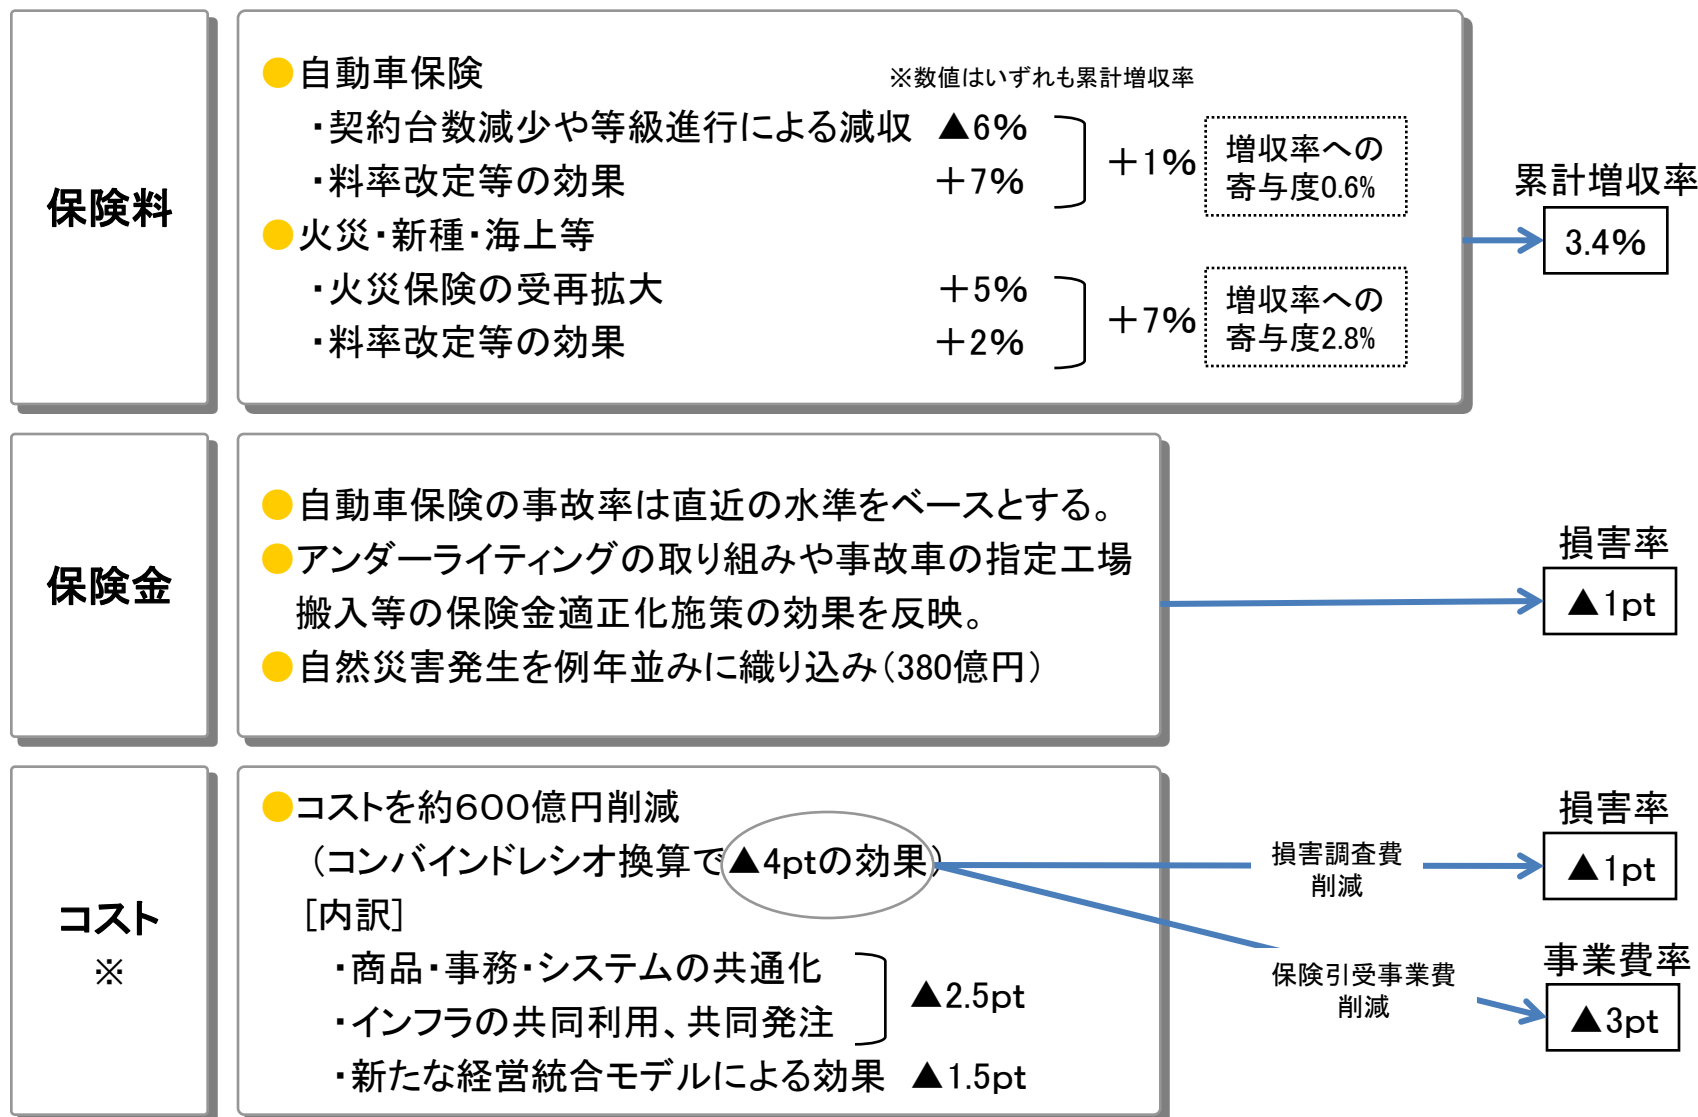 保険料
●自動車保険
※数値はいずれも累計増収率
・契約台数減少や等級進行による減収 ▲6%
・料率改定等の効果 +7%
+1%
増収率への
寄与度0.6%
●火災・新種・海上等
・火災保険の受再拡大 +5%
・料率改定等の効果 +2%
+7%
増収率への
寄与度2.8%
累計増収率
3.4%
保険金
●自動車保険の事故率は直近の水準をベースとする。
●アンダーライティングの取り組みや事故車の指定工場
搬入等の保険金適正化施策の効果を反映。
●自然災害発生を例年並みに織り込み(380億円)
損害率
▲1pt
コスト
※
●コストを約600億円削減
(コンバインドレシオ換算で▲4ptの効果)
[内訳]
・商品・事務・システムの共通化
・インフラの共同利用、共同発注
▲2.5pt
・新たな経営統合モデルによる効果 ▲1.5pt
損害調査費
削減
損害率
▲1pt
保険引受事業費
削減
事業費率
▲3pt